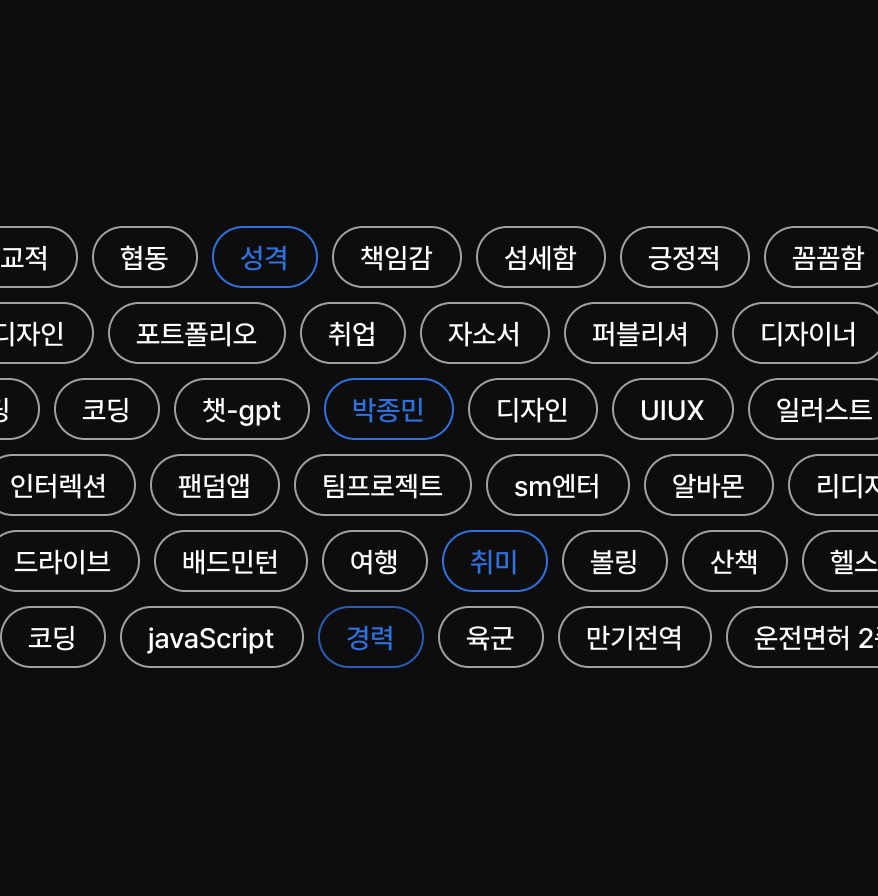 교적 협동 성격 책임감 섬세함 긍정적 꼼꼼함
디자인 포트폴리오 취업 자소서 퍼블리셔 디자이너
코딩 챗-gpt 박종민 디자인 UIUX 일러스트
인터렉션 팬덤앱 팀프로젝트 sm엔터 알바몬 리디
드라이브 배드민턴 여행 취미 볼링 산책 헬스
코딩 javaScript 경력 육군 만기전역 운전면허 2